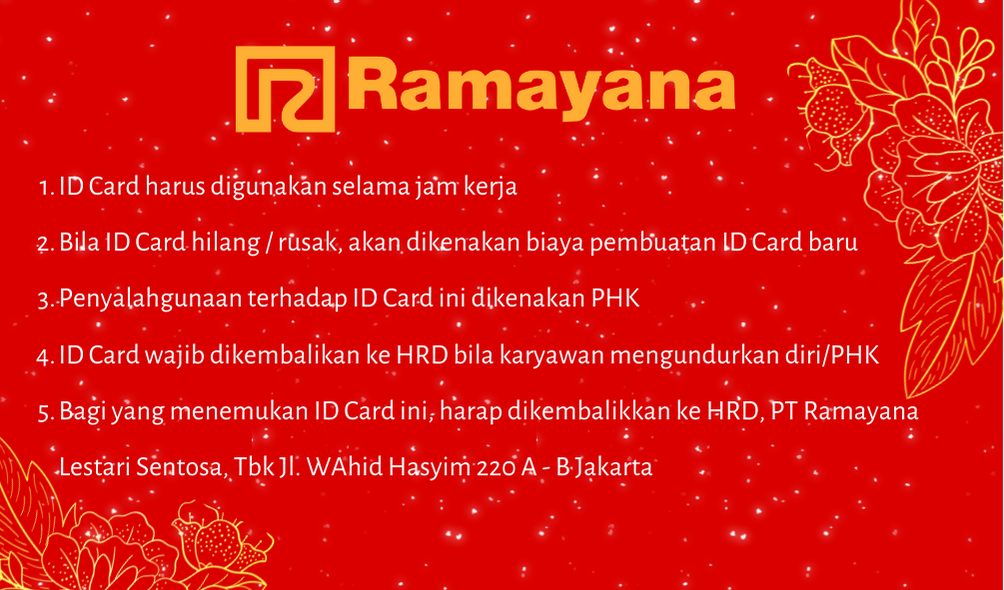 Ramayana
1. ID Card harus digunakan selama jam kerja
2. Bila ID Card hilang / rusak, akan dikenakan biaya pembuatan ID Card baru
3. Penyalahgunaan terhadap ID Card ini dikenakan PHK
4. ID Card wajib dikembalikan ke HRD bila karyawan mengundurkan diri/PHK
5. Bagi yang menemukan ID Card ini, harap dikembalikkan ke HRD, PT Ramayana
Lestari Sentosa, Tbk Jl. WAhid Hasyim 220 A - B Jakarta